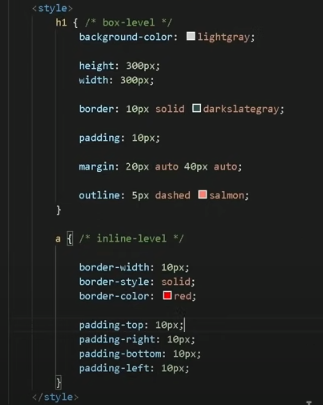 <style>
h1 { /* box-level */
background-color: lightgray;
height: 300px;
width: 300px;
border: 10px solid darkslategray;
padding: 10px;
margin: 20px auto 40px auto;
outline: 5px dashed salmon;
}
a { /* inline-level */
border-width: 10px;
border-style: solid;
border-color: red;
padding-top: 10px;
padding-right: 10px;
padding-bottom: 10px;
padding-left: 10px;
}
</style>